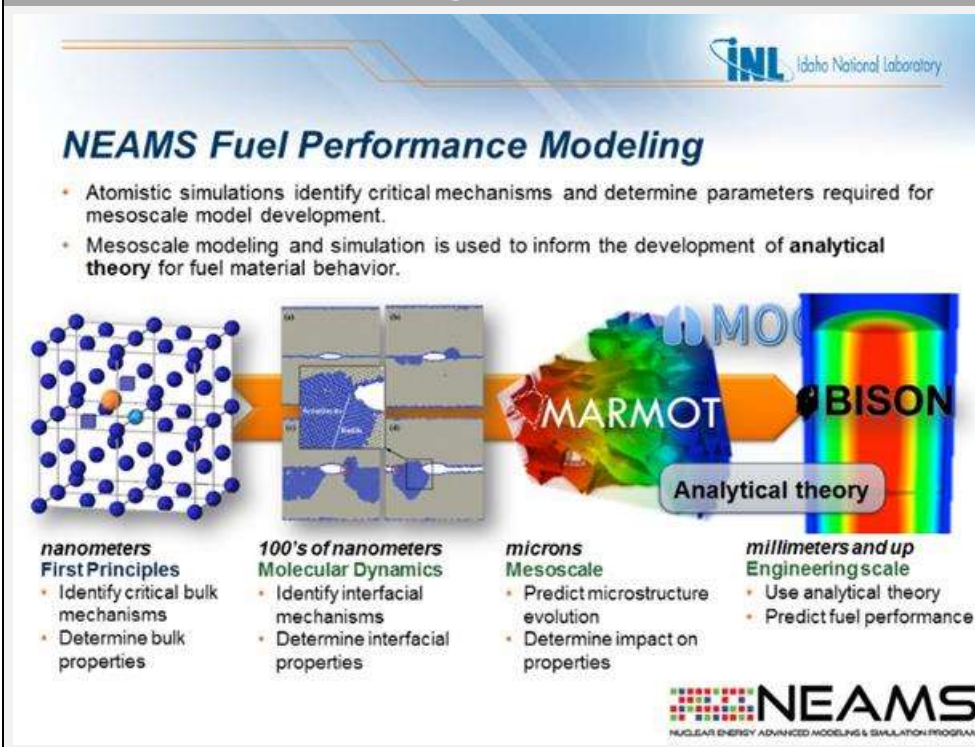 INL Idaho National Laboratory
NEAMS Fuel Performance Modeling
• Atomistic simulations identify critical mechanisms and determine parameters required for
mesoscale model development.
• Mesoscale modeling and simulation is used to inform the development of analytical
theory for fuel material behavior.
(a)
(b)
(c)
(d)
MOO
MARMOT
BISON
Analytical theory
nanometers
First Principles
• Identify critical bulk
mechanisms
• Determine bulk
properties
100's of nanometers
Molecular Dynamics
• Identify interfacial
mechanisms
• Determine interfacial
properties
microns
Mesoscale
• Predict microstructure
evolution
• Determine impact on
properties
millimeters and up
Engineering scale
• Use analytical theory
• Predict fuel performance
NEAMS
NUCLEAR ENERGY ADVANCED MODELING & SIMULATION PROGRAM